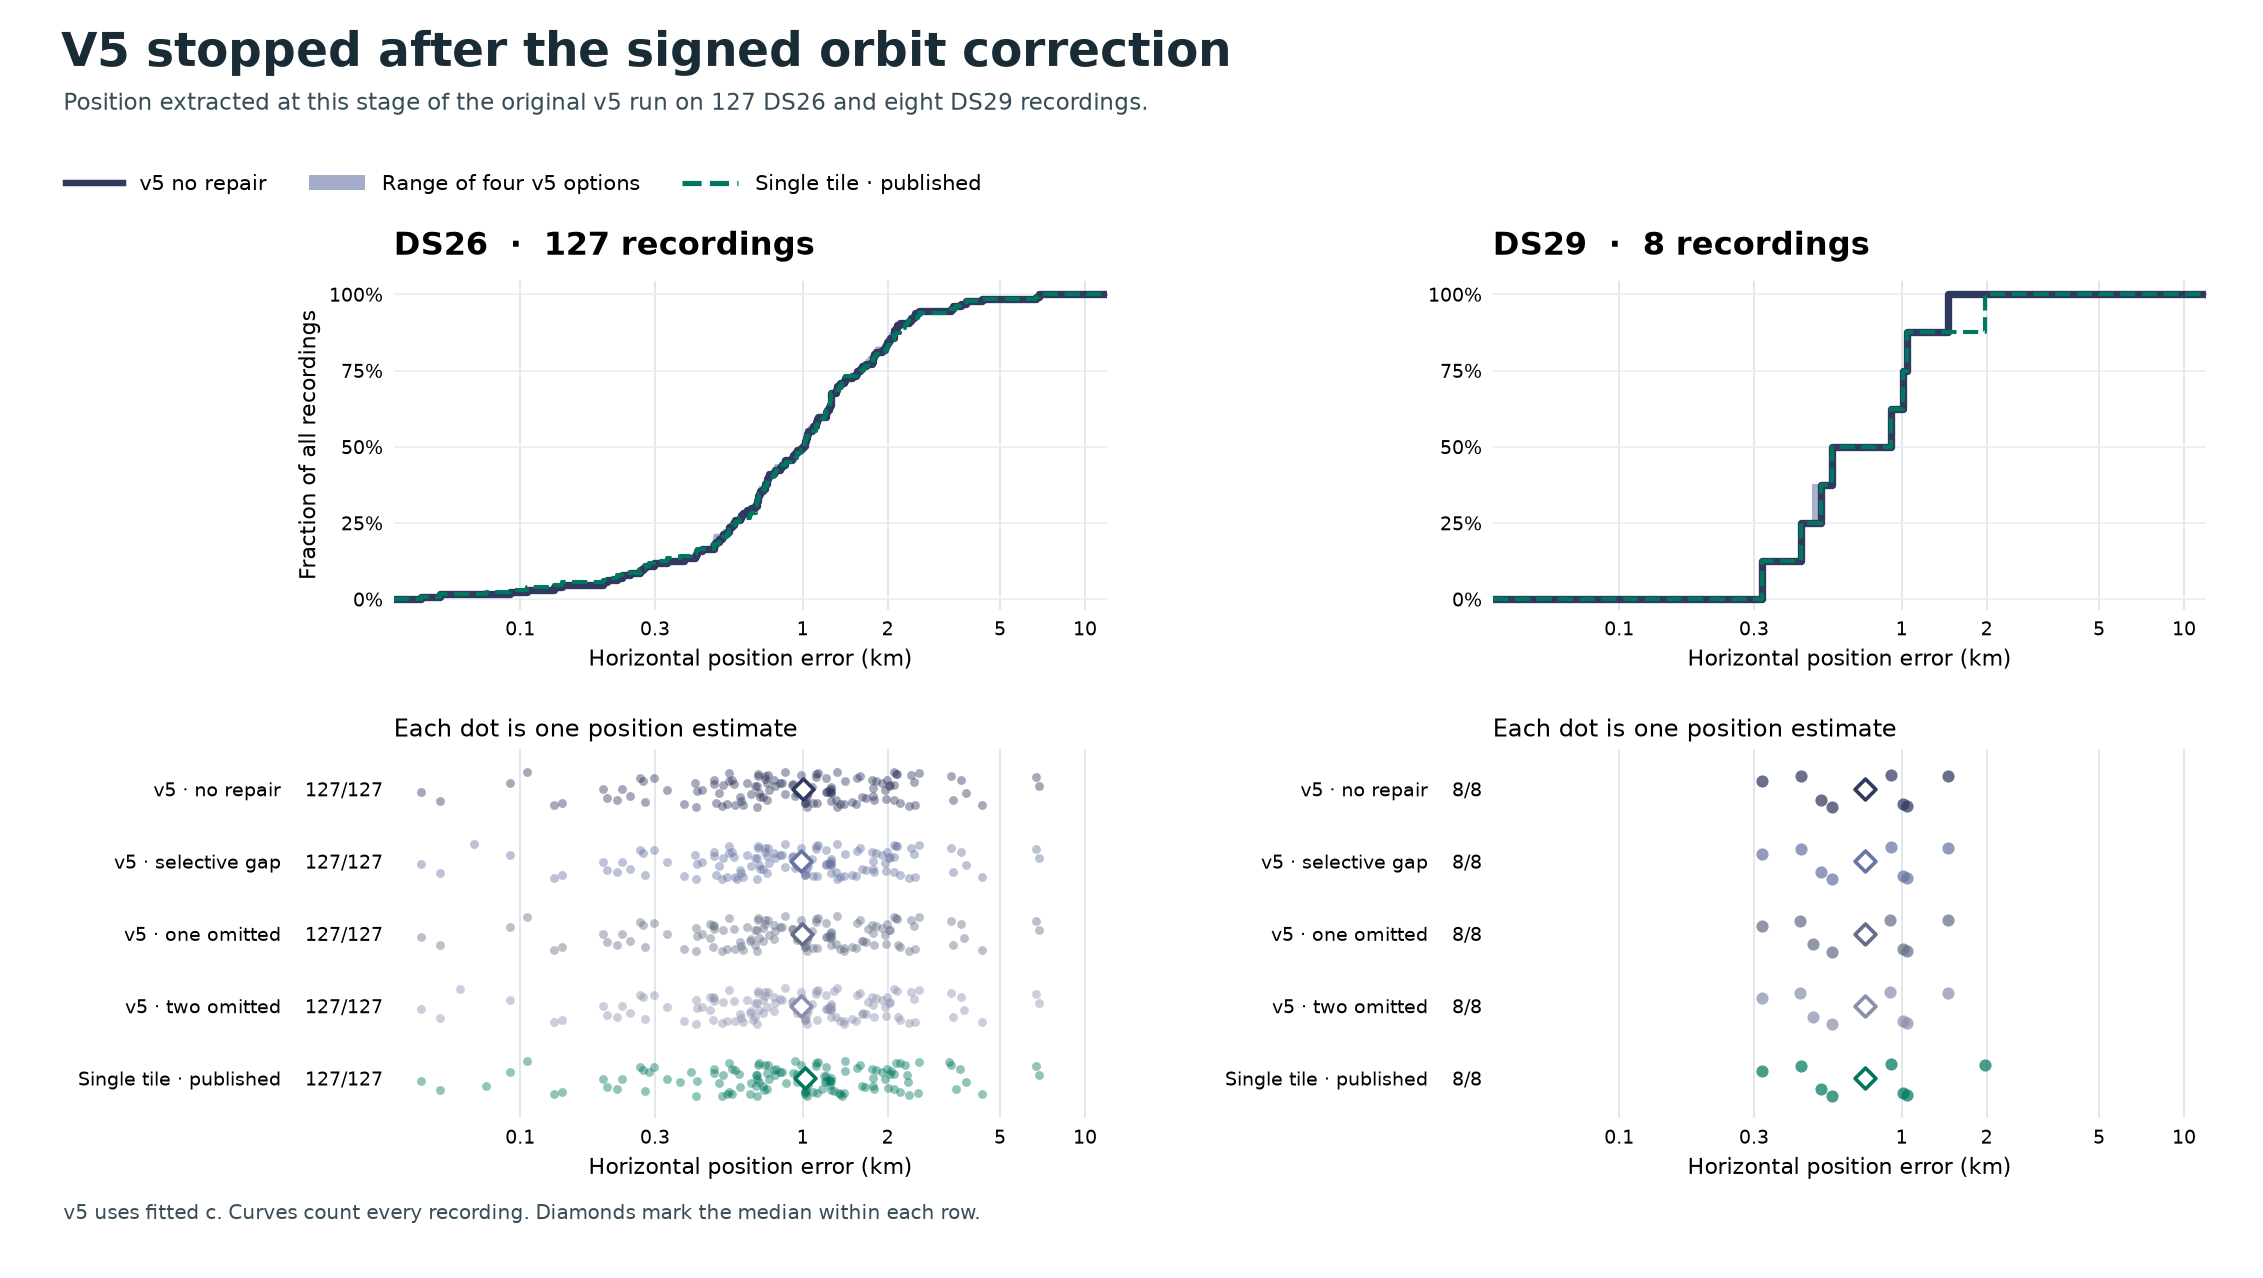 V5 stopped after the signed orbit correction
Position extracted at this stage of the original v5 run on 127 DS26 and eight DS29 recordings.
v5 no repair
Range of four v5 options
Single tile · published
DS26 · 127 recordings
100%
75%
50%
25%
0%
Fraction of all recordings
0.1 0.3 1 2 5 10
Horizontal position error (km)
DS29 · 8 recordings
100%
75%
50%
25%
0%
0.1 0.3 1 2 5 10
Horizontal position error (km)
Each dot is one position estimate
v5 · no repair 127/127
v5 · selective gap 127/127
v5 · one omitted 127/127
v5 · two omitted 127/127
Single tile · published 127/127
0.1 0.3 1 2 5 10
Horizontal position error (km)
Each dot is one position estimate
v5 · no repair 8/8
v5 · selective gap 8/8
v5 · one omitted 8/8
v5 · two omitted 8/8
Single tile · published 8/8
0.1 0.3 1 2 5 10
Horizontal position error (km)
v5 uses fitted c. Curves count every recording. Diamonds mark the median within each row.